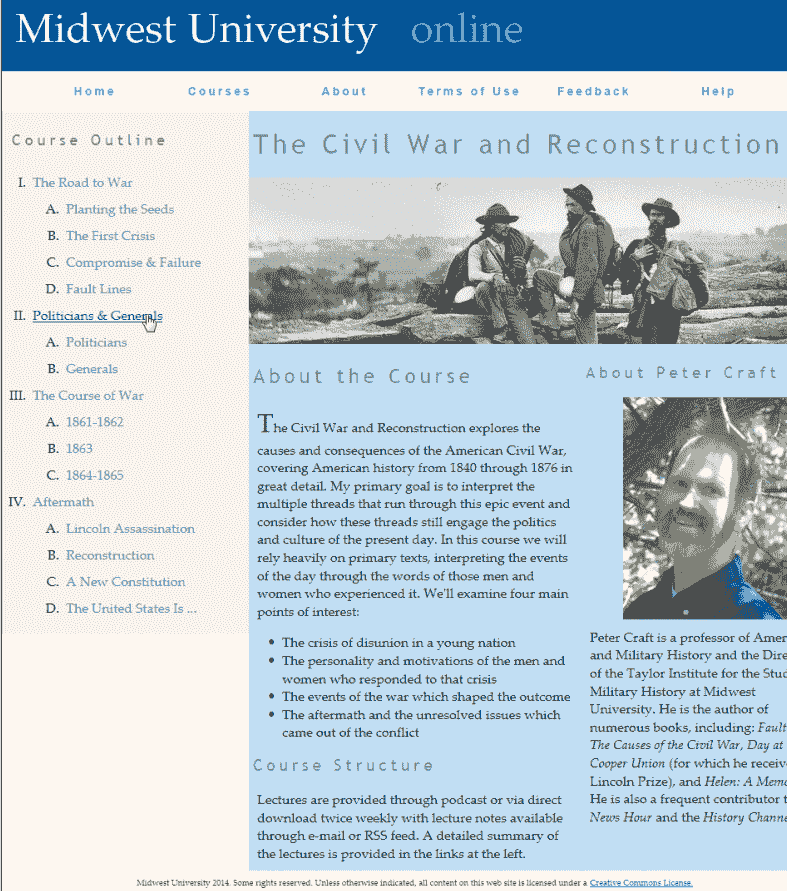 Midwest University online
Home Courses About Terms of Use Feedback Help
Course Outline
I. The Road to War
A. Planting the Seeds
B. The First Crisis
C. Compromise & Failure
D. Fault Lines
II. Politicians & Generals
A. Politicians
B. Generals
III. The Course of War
A. 1861-1862
B. 1863
C. 1864-1865
IV. Aftermath
A. Lincoln Assassination
B. Reconstruction
C. A New Constitution
D. The United States Is ...
The Civil War and Reconstruction
About the Course
The Civil War and Reconstruction explores the
causes and consequences of the American Civil War,
covering American history from 1840 through 1876 in
great detail. My primary goal is to interpret the
multiple threads that run through this epic event and
consider how these threads still engage the politics
and culture of the present day. In this course we will
rely heavily on primary texts, interpreting the events
of the day through the words of those men and
women who experienced it. We'll examine four main
points of interest:
• The crisis of disunion in a young nation
• The personality and motivations of the men and
women who responded to that crisis
• The events of the war which shaped the outcome
• The aftermath and the unresolved issues which
came out of the conflict
Course Structure
Lectures are provided through podcast or via direct
download twice weekly with lecture notes available
through e-mail or RSS feed. A detailed summary of
the lectures is provided in the links at the left.
About Peter Craft
Peter Craft is a professor of Amer
and Military History and the Dire
of the Taylor Institute for the Stud
Military History at Midwest
University. He is the author of
numerous books, including: Fault
The Causes of the Civil War, Day at
Cooper Union (for which he receiv
Lincoln Prize), and Helen: A Mem
He is also a frequent contributor t
News Hour and the History Channe
Midwest University 2014. Some rights reserved. Unless otherwise indicated, all content on this web site is licensed under a Creative Commons License.